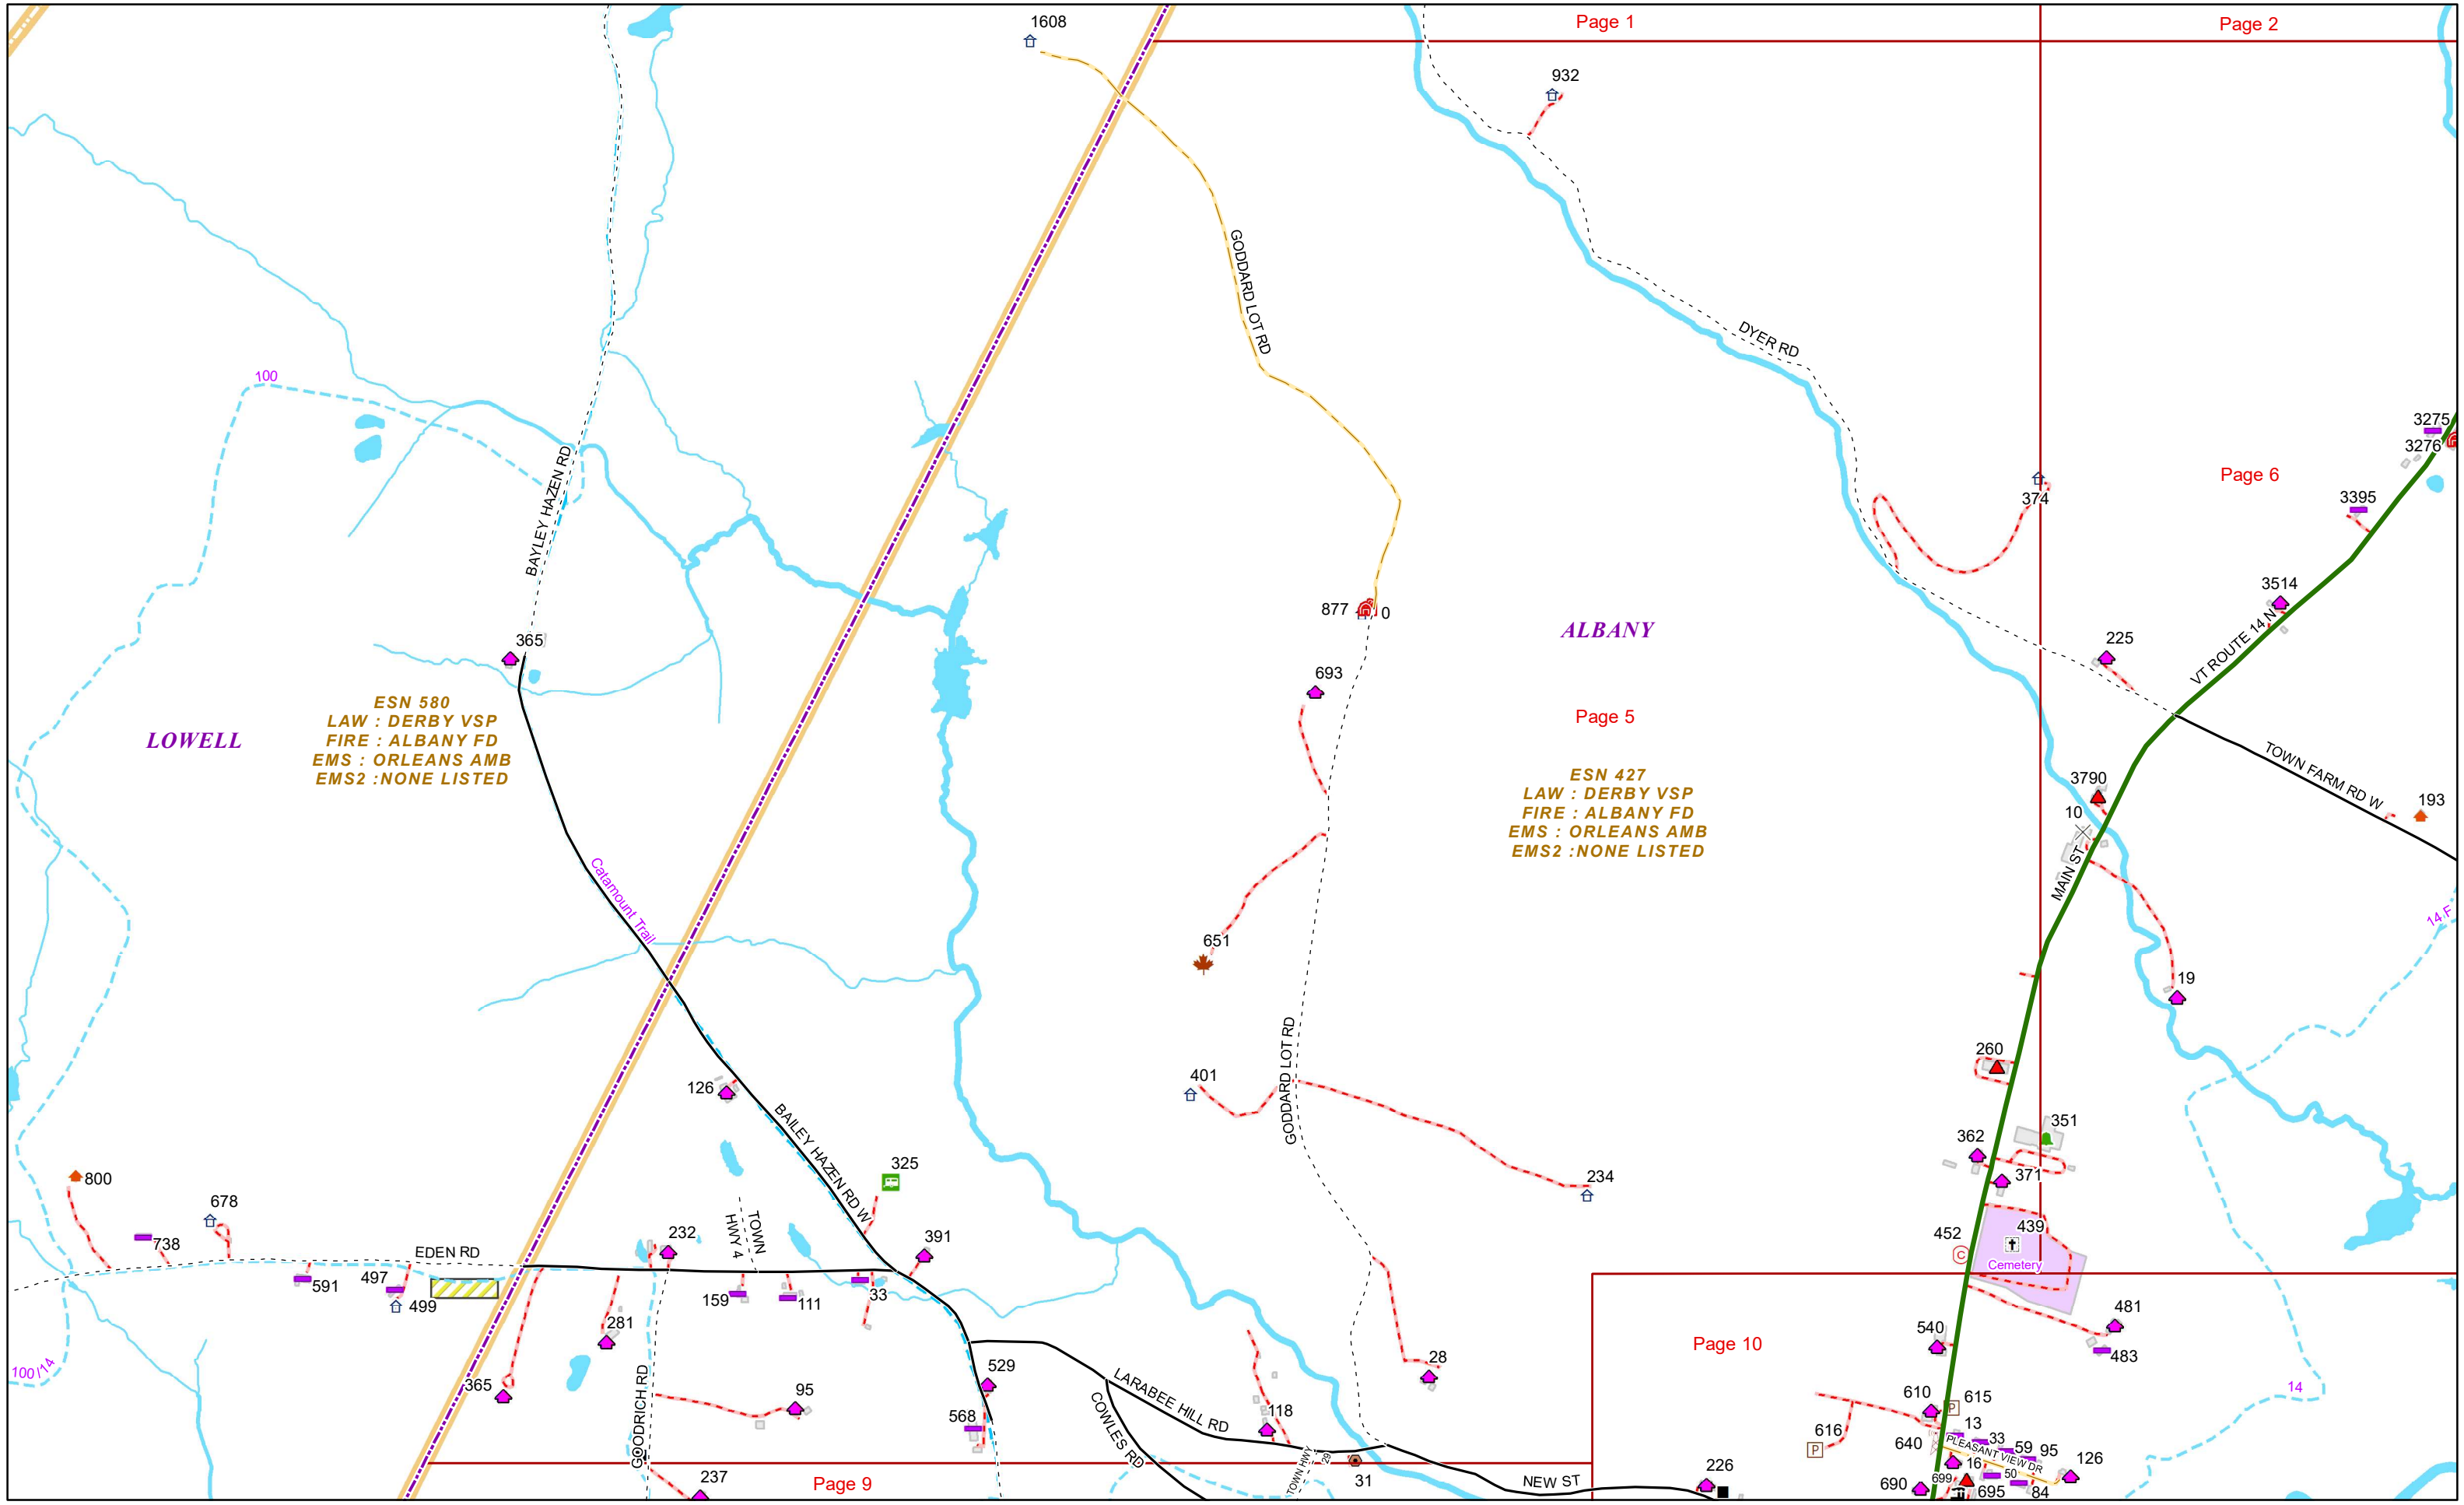 1608
Page 1
Page 2
932
GODDARD LOT RD
DYER RD
100
BAYLEY HAZEN RD
3275
3276
Page 6
374
3395
3514
VT ROUTE 14 N
877
0
ALBANY
365
225
693
ESN 580
LAW : DERBY VSP
FIRE : ALBANY FD
EMS : ORLEANS AMB
EMS2 :NONE LISTED
LOWELL
Page 5
ESN 427
LAW : DERBY VSP
FIRE : ALBANY FD
EMS : ORLEANS AMB
EMS2 :NONE LISTED
TOWN FARM RD W
3790
10
193
MAIN ST
Catamount Trail
651
14 F
19
GODDARD LOT RD
260
126
401
BAILEY HAZEN RD W
325
351
362
371
234
800
678
738
EDEN RD
232
TOWN
HWY 4
391
452
439
C
Cemetery
591
497
499
159
111
33
281
481
540
483
Page 10
100/14
365
GOODRICH RD
95
529
568
LARABEE HILL RD
COWLES RD
118
28
14
610
615
P
616
P
13
33
640
59
95
PLEASANT VIEW DR
126
16
50
699
690
695
84
237
Page 9
TOWN HWY
29
31
NEW ST
226